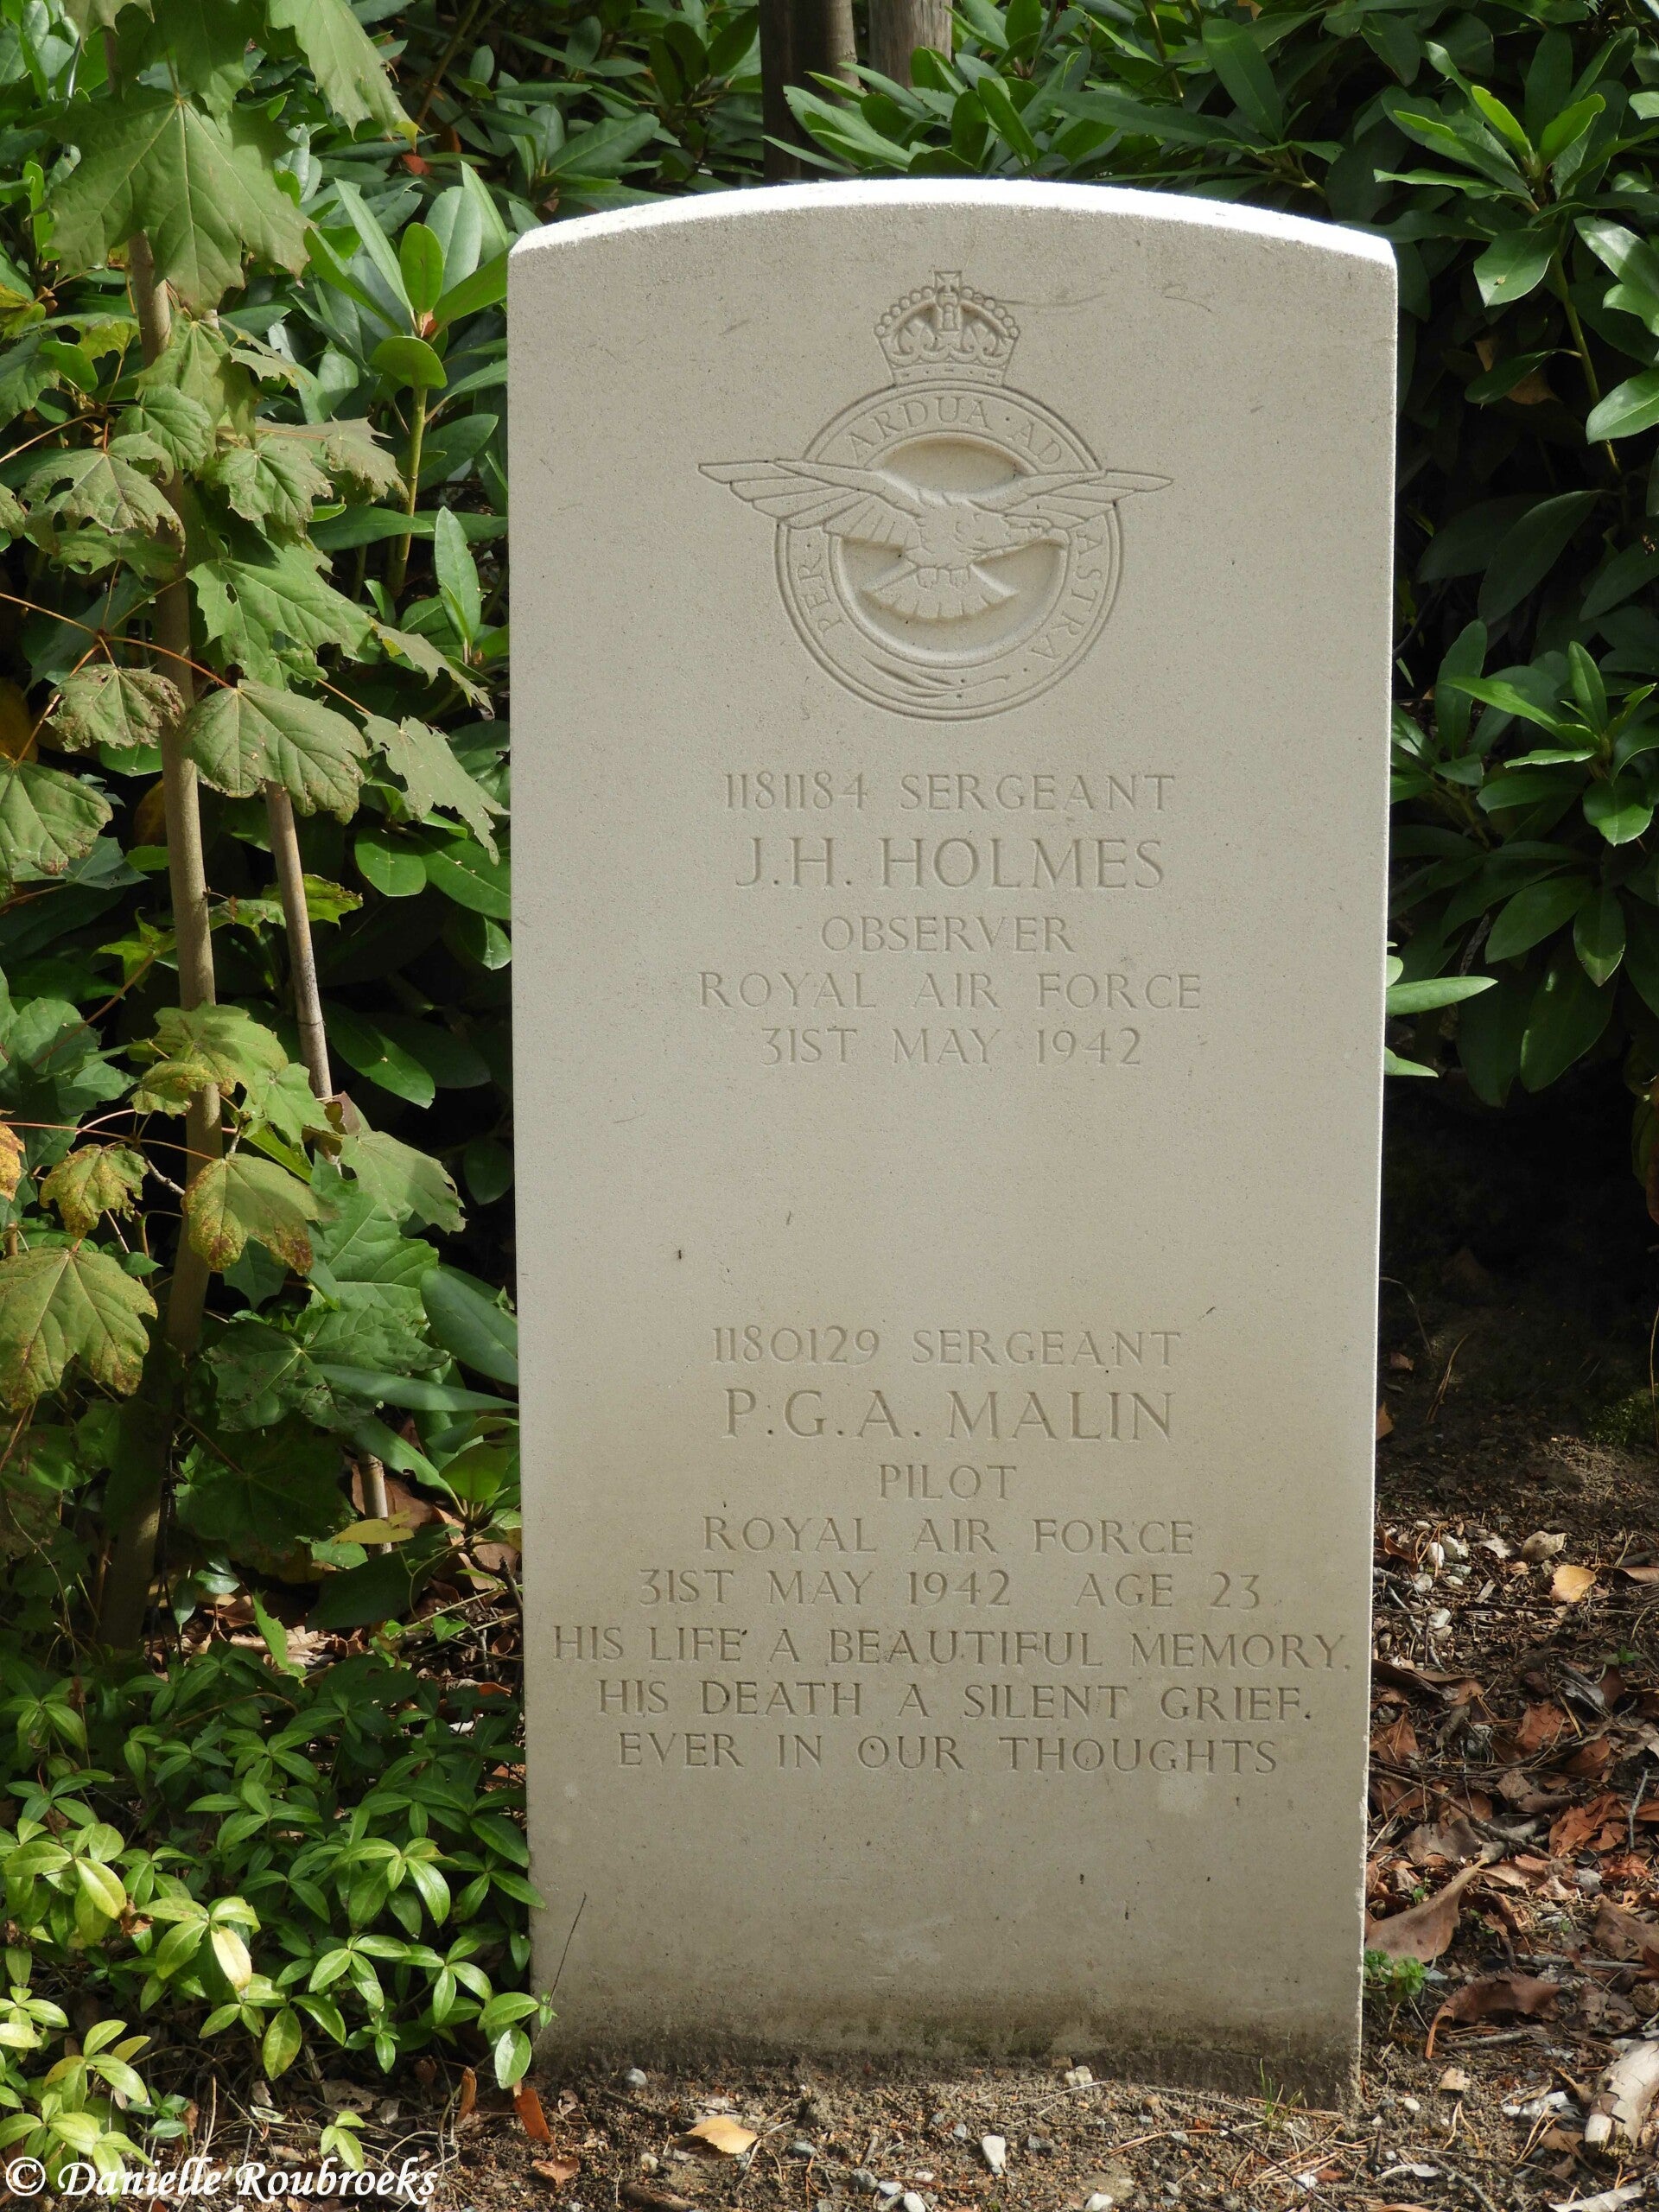 PER · ARDUA · AD ASTRA
1181184 SERGEANT
J.H. HOLMES
OBSERVER
ROYAL AIR FORCE
31ST MAY 1942
1180129 SERGEANT
P.G.A. MALIN
PILOT
ROYAL AIR FORCE
31ST MAY 1942 AGE 23
HIS LIFE A BEAUTIFUL MEMORY.
HIS DEATH A SILENT GRIEF.
EVER IN OUR THOUGHTS
© Danielle Roubroeks